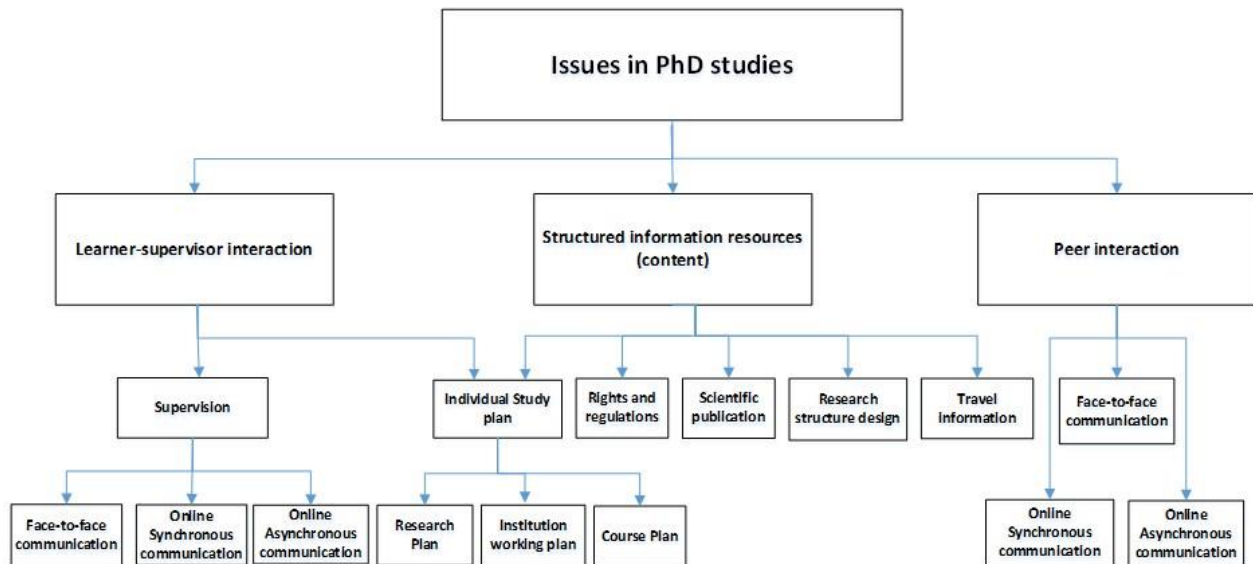 Issues in PhD studies
Learner-supervisor interaction
Structured information resources
(content)
Peer interaction
Supervision
Individual Study
plan
Rights and
regulations
Scientific
publication
Research
structure design
Travel
information
Face-to-face
communication
Face-to-face
communication
Online
Synchronous
communication
Online
Asynchronous
communication
Research
Plan
Institution
working plan
Course Plan
Online
Synchronous
communication
Online
Asynchronous
communication